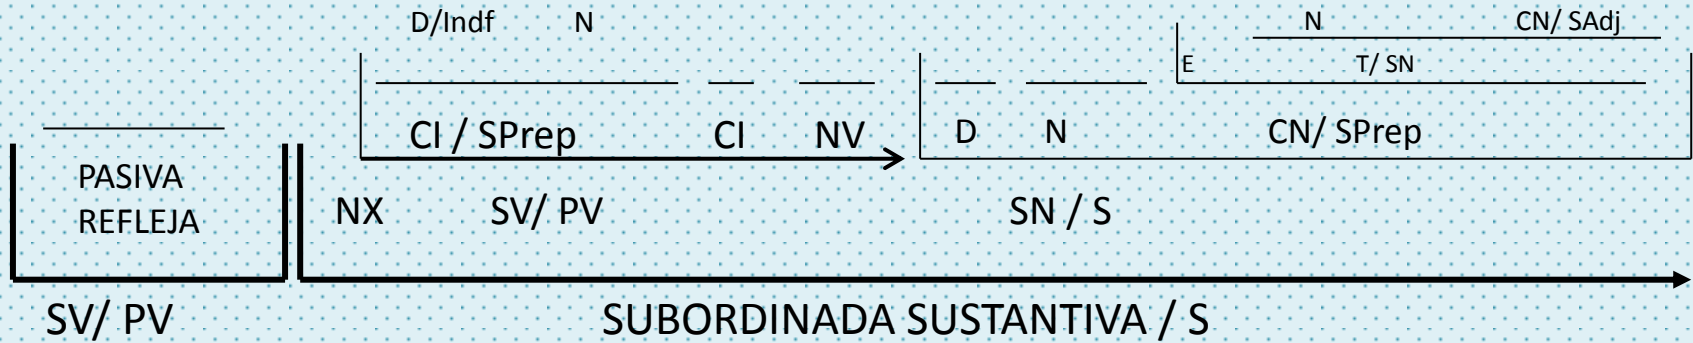 D/Indf N N CN/ SAdj
E T/ SN
CI / SPrep CI NV D N CN/ SPrep
PASIVA
REFLEJA
NX SV/ PV SN / S
SV/ PV SUBORDINADA SUSTANTIVA / S